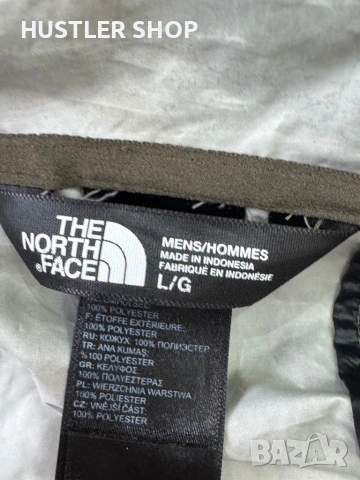 HUSTLER SHOP
THE
NORTH
FACE
MENS/HOMMES
MADE IN INDONESIA
FABRIQUÉ EN INDONÉSIE
L/G
100% POLYESTER
F: ÉTOFFE EXTÉRIEURE:
100% POLYESTER
RU: КОЖУХ: 100% ПОЛИЭСТЕР
TR: ANA KUMAŞ:
%100 POLYESTER
GR: ΚΕΛΥΦΟΣ
100% ΠΟΛΥΕΣΤΕΡΑΣ
PL: WIERZCHNIA WARSTWA
100% POLYESTER
CZ: VNĚJŠÍ ČÁST:
100% POLYESTER
BAZAR